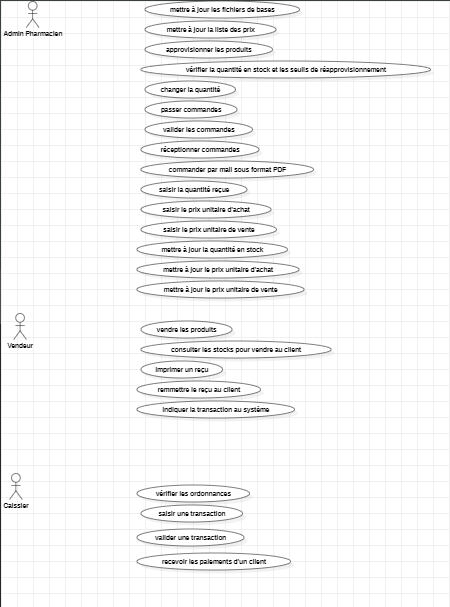 mettre à jour les fichiers de bases
Admin Pharmacien
mettre à jour la liste des prix
approvisionner les produits
vérifier la quantité en stock et les seuils de réapprovisionnement
changer la quantité
passer commandes
valider les commandes
réceptionner commandes
commander par mail sous format PDF
saisir la quantité reçue
saisir le prix unitaire d'achat
saisir le prix unitaire de vente
mettre à jour la quantité en stock
mettre à jour le prix unitaire d'achat
mettre à jour le prix unitaire de vente
Vendeur
vendre les produits
consulter les stocks pour vendre au client
imprimer un reçu
remmettre le reçu au client
indiquer la transaction au système
Caissier
vérifier les ordonnances
saisir une transaction
valider une transaction
recevoir les paiements d'un client